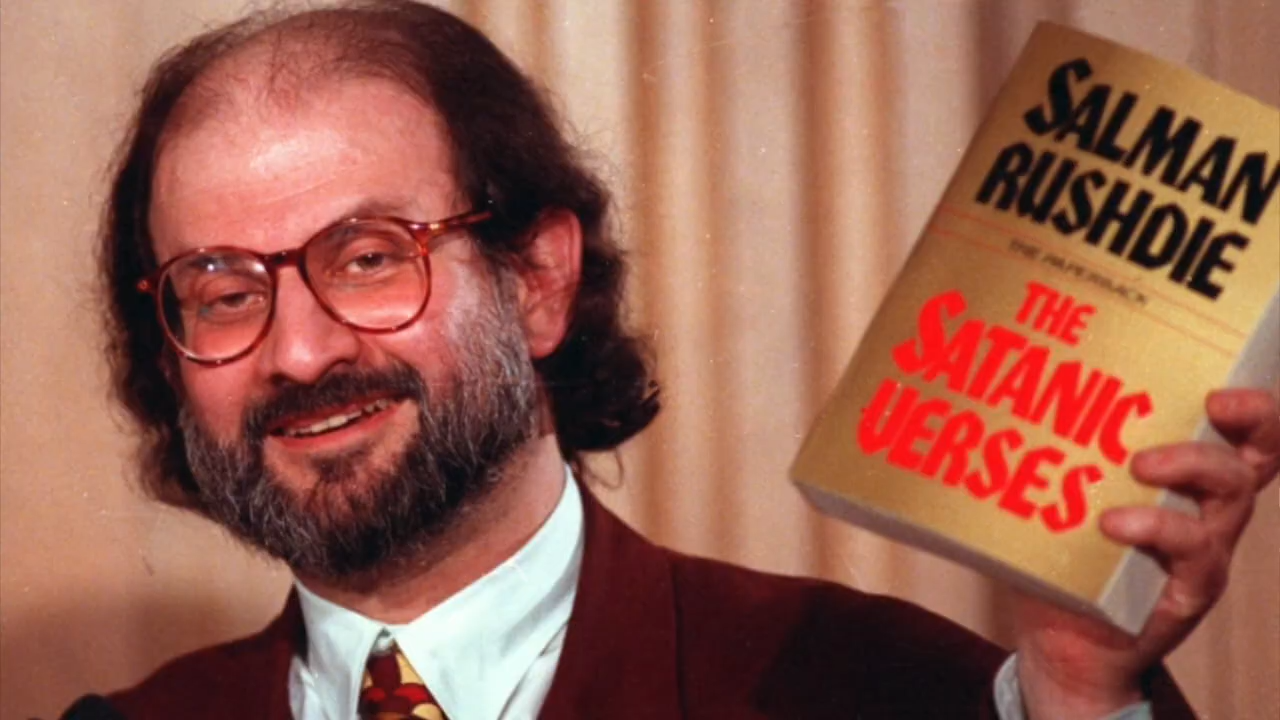 SALMAN
RUSHDIE
THE PAPERBACK
THE
SATANIC
VERSES